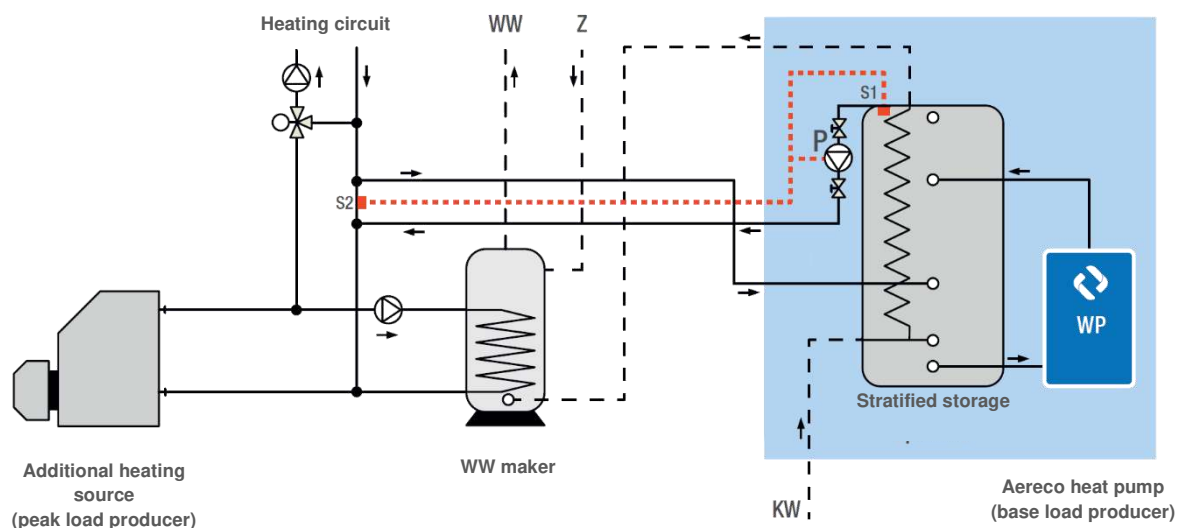 Heating circuit
WW
Z
S1
P
S2
WP
Stratified storage
WW maker
KW
Additional heating
source
(peak load producer)
Aereco heat pump
(base load producer)